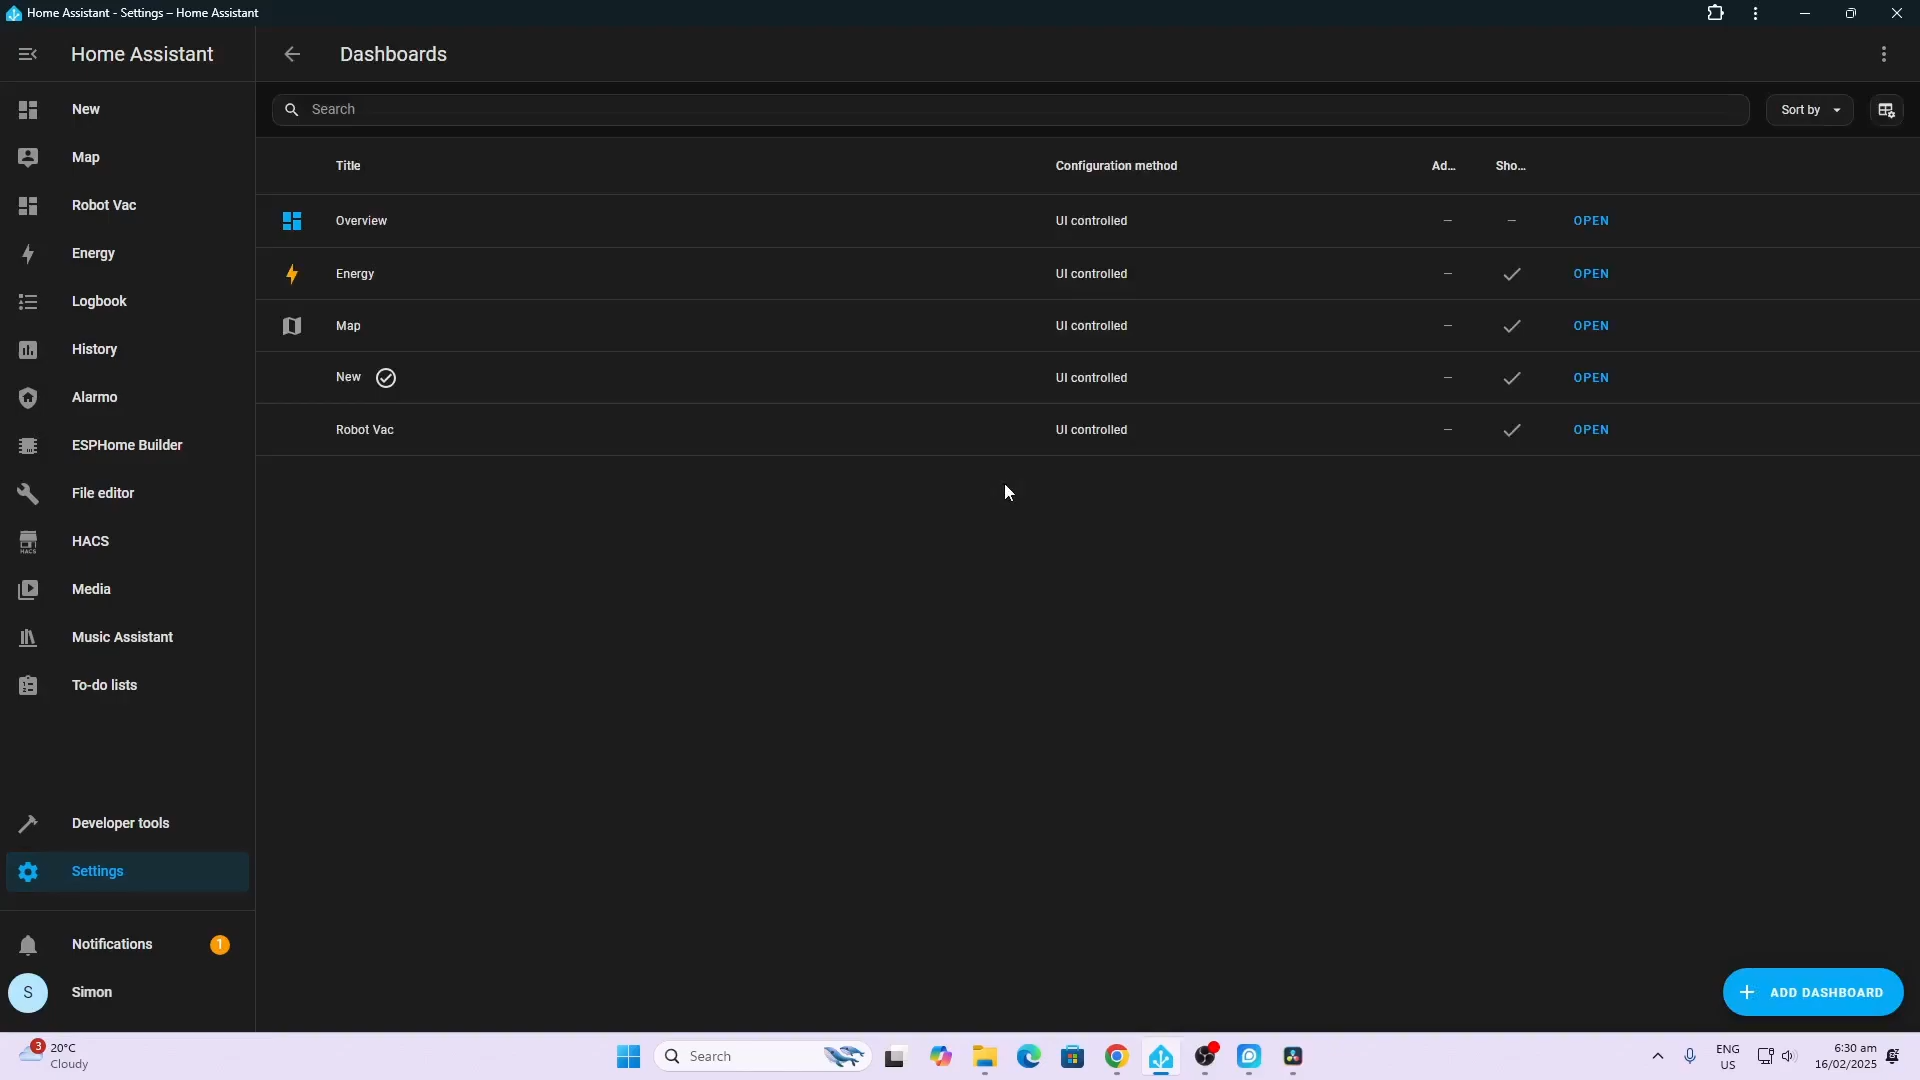 Home Assistant - Settings – Home Assistant
Home Assistant
Dashboards
New
Map
Robot Vac
Energy
Logbook
History
Alarmo
ESPHome Builder
File editor
HACS
Media
Music Assistant
To-do lists
Developer tools
Settings
Notifications 1
S Simon
Search
Sort by
Title Configuration method Ad... Sho...
Overview UI controlled – – OPEN
Energy UI controlled – OPEN
Map UI controlled – OPEN
New UI controlled – OPEN
Robot Vac UI controlled – OPEN
ADD DASHBOARD
3 20°C
Cloudy
Search
ENG
US
6:30 am
16/02/2025